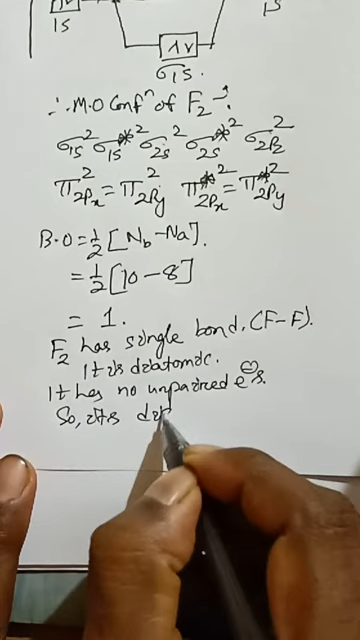 1s
1s
σ1s.
∴ M.O Confⁿ of F₂ →
σ1s² σ*1s² σ2s² σ*2s² σ2Pz²
π2Px² = π2Py² π*2Px² = π*2Py²
B.O = 1/2 [Nb - Na].
= 1/2 [10 - 8]
= 1.
F₂ has single bond. (F-F).
It is diatomic.
It has no unpaired e⊖s.
So, it is